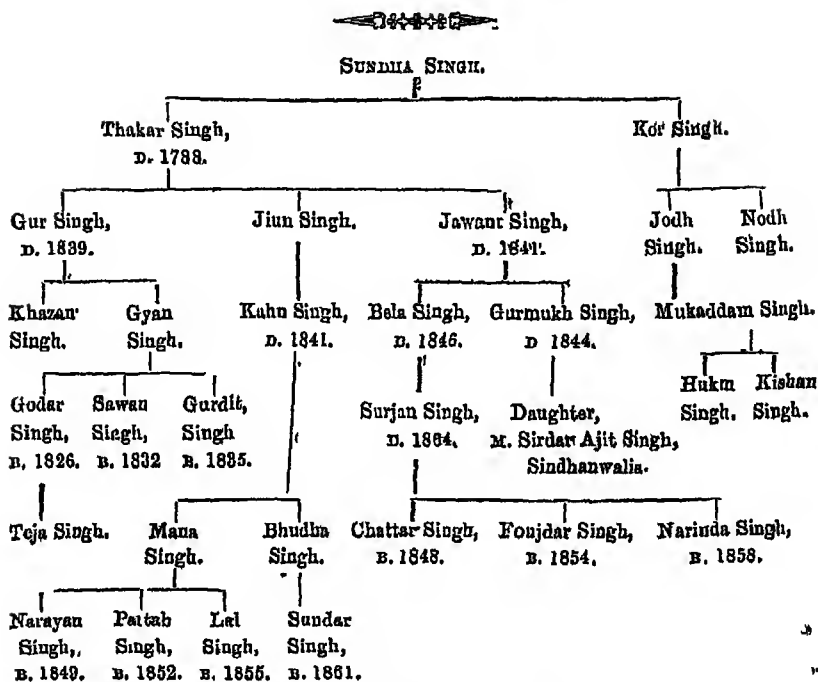 SUNDHA SINGH.
Thakar Singh, Kor Singh.
D. 1788.
Gur Singh, Jiun Singh. Jawant Singh, Jodh Nodh
D. 1839. D. Singh. Singh.
Khazan Gyan Kahn Singh, Bela Singh, Gurmukh Singh, Mukaddam Singh.
Singh. Singh. D. 1841. D. 1846. D 1844.
Hukm Kishan
Godar Sawan Gurdit, Surjan Singh, Daughter, Singh. Singh.
Singh, Singh, Singh D. 1864. M. Sirdar Ajit Singh,
B. 1826. B. 1832 B. 1835. Sindhanwalia.
Teja Singh. Mana Bhudha Chattar Singh, Foujdar Singh, Narinda Singh,
Singh. Singh. B. 1848. B. 1854. B. 1858.
Narayan Partab Lal Sundar
Singh, Singh, Singh, Singh,
B. 1849. B. 1852. B. 1855. B. 1861.